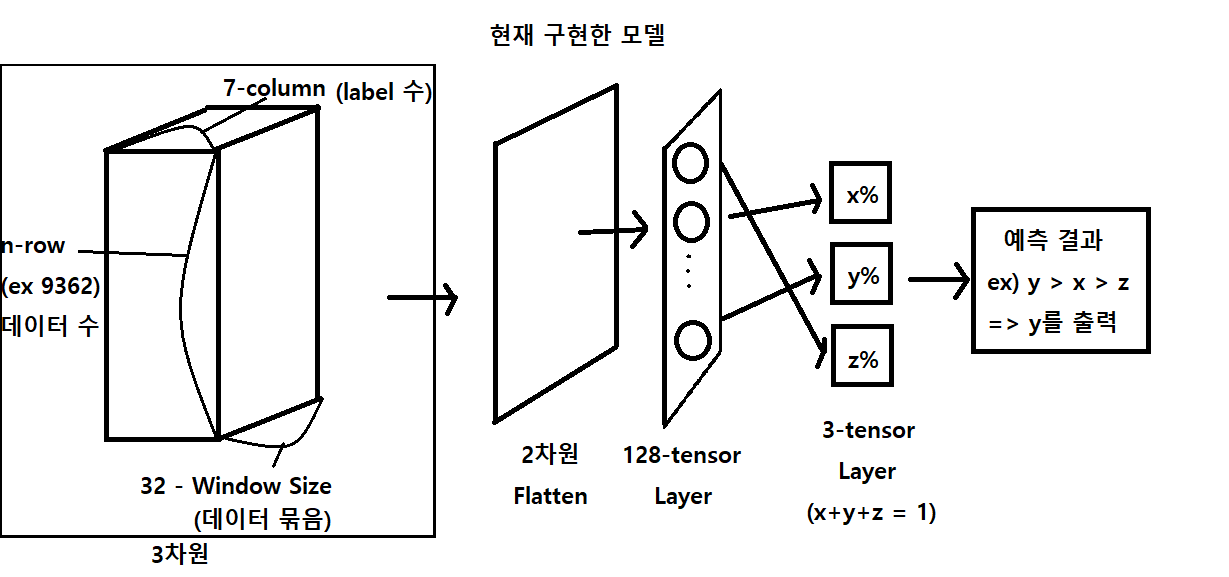 현재 구현한 모델
7-column (label 수)
n-row
(ex 9362)
데이터 수
32 - Window Size
(데이터 묶음)
3차원
2차원
Flatten
128-tensor
Layer
x%
y%
z%
3-tensor
Layer
(x+y+z = 1)
예측 결과
ex) y > x > z
=> y를 출력